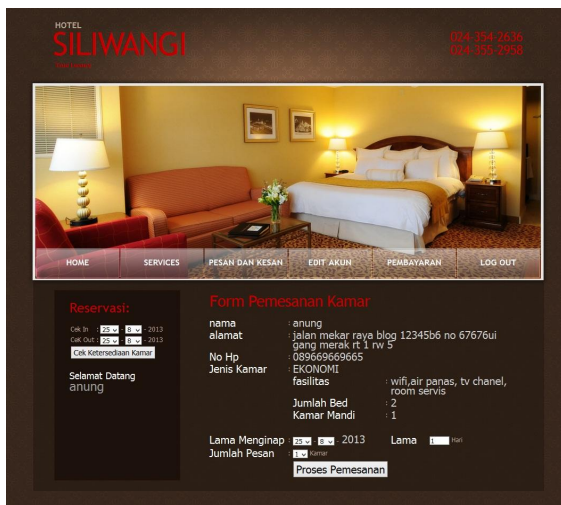 HOTEL
SILIWANGI
024-354-2636
024-355-2958
HOME SERVICES PESAN DAN KESAN EDIT AKUN PEMBAYARAN LOG OUT
Reservasi:
Cek In : 25 - 8 - 2013
CeK Out : 25 - 8 - 2013
Cek Ketersediaan Kamar
Selamat Datang
anung
Form Pemesanan Kamar
nama : anung
alamat : jalan mekar raya blog 12345b6 no 67676ui
gang merak rt 1 rw 5
No Hp : 089669669665
Jenis Kamar : EKONOMI
fasilitas : wifi,air panas, tv chanel,
room servis
Jumlah Bed : 2
Kamar Mandi : 1
Lama Menginap : 25 - 8 - 2013 Lama 1 Hari
Jumlah Pesan : 1 Kamar
Proses Pemesanan